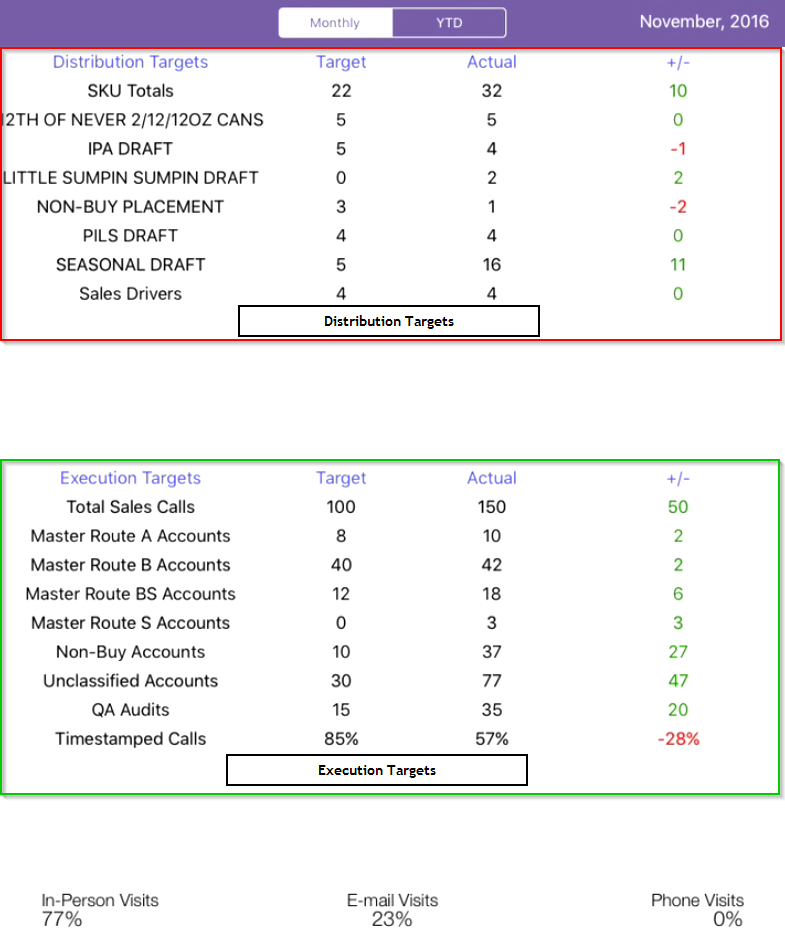 Monthly YTD November, 2016
Distribution Targets Target Actual +/-
SKU Totals 22 32 10
12TH OF NEVER 2/12/12OZ CANS 5 5 0
IPA DRAFT 5 4 -1
LITTLE SUMPIN SUMPIN DRAFT 0 2 2
NON-BUY PLACEMENT 3 1 -2
PILS DRAFT 4 4 0
SEASONAL DRAFT 5 16 11
Sales Drivers 4 4 0
Distribution Targets
Execution Targets Target Actual +/-
Total Sales Calls 100 150 50
Master Route A Accounts 8 10 2
Master Route B Accounts 40 42 2
Master Route BS Accounts 12 18 6
Master Route S Accounts 0 3 3
Non-Buy Accounts 10 37 27
Unclassified Accounts 30 77 47
QA Audits 15 35 20
Timestamped Calls 85% 57% -28%
Execution Targets
In-Person Visits E-mail Visits Phone Visits
77% 23% 0%